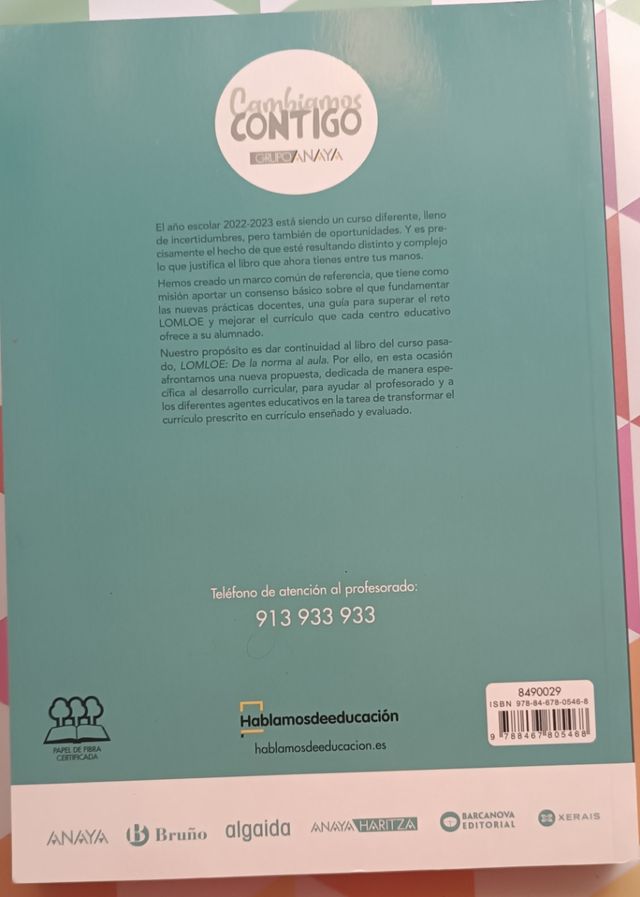 Cambiamos
CONTIGO
GRUPO ANAYA
El año escolar 2022-2023 está siendo un curso diferente, lleno
de incertidumbres, pero también de oportunidades. Y es pre-
cisamente el hecho de que esté resultando distinto y complejo
lo que justifica el libro que ahora tienes entre tus manos.
Hemos creado un marco común de referencia, que tiene como
misión aportar un consenso básico sobre el que fundamentar
las nuevas prácticas docentes, una guía para superar el reto
LOMLOE y mejorar el currículo que cada centro educativo
ofrece a su alumnado.
Nuestro propósito es dar continuidad al libro del curso pasa-
do, LOMLOE: De la norma al aula. Por ello, en esta ocasión
afrontamos una nueva propuesta, dedicada de manera espe-
cífica al desarrollo curricular, para ayudar al profesorado y a
los diferentes agentes educativos en la tarea de transformar el
currículo prescrito en currículo enseñado y evaluado.
Teléfono de atención al profesorado:
913 933 933
PAPEL DE FIBRA
CERTIFICADA
Hablamosdeeducación
hablamosdeeducacion.es
8490029
ISBN 978-84-678-0546-8
9 788467 805468
ANAYA B Bruño algaida ANAYA HARITZA BARCANOVA
EDITORIAL XERAIS